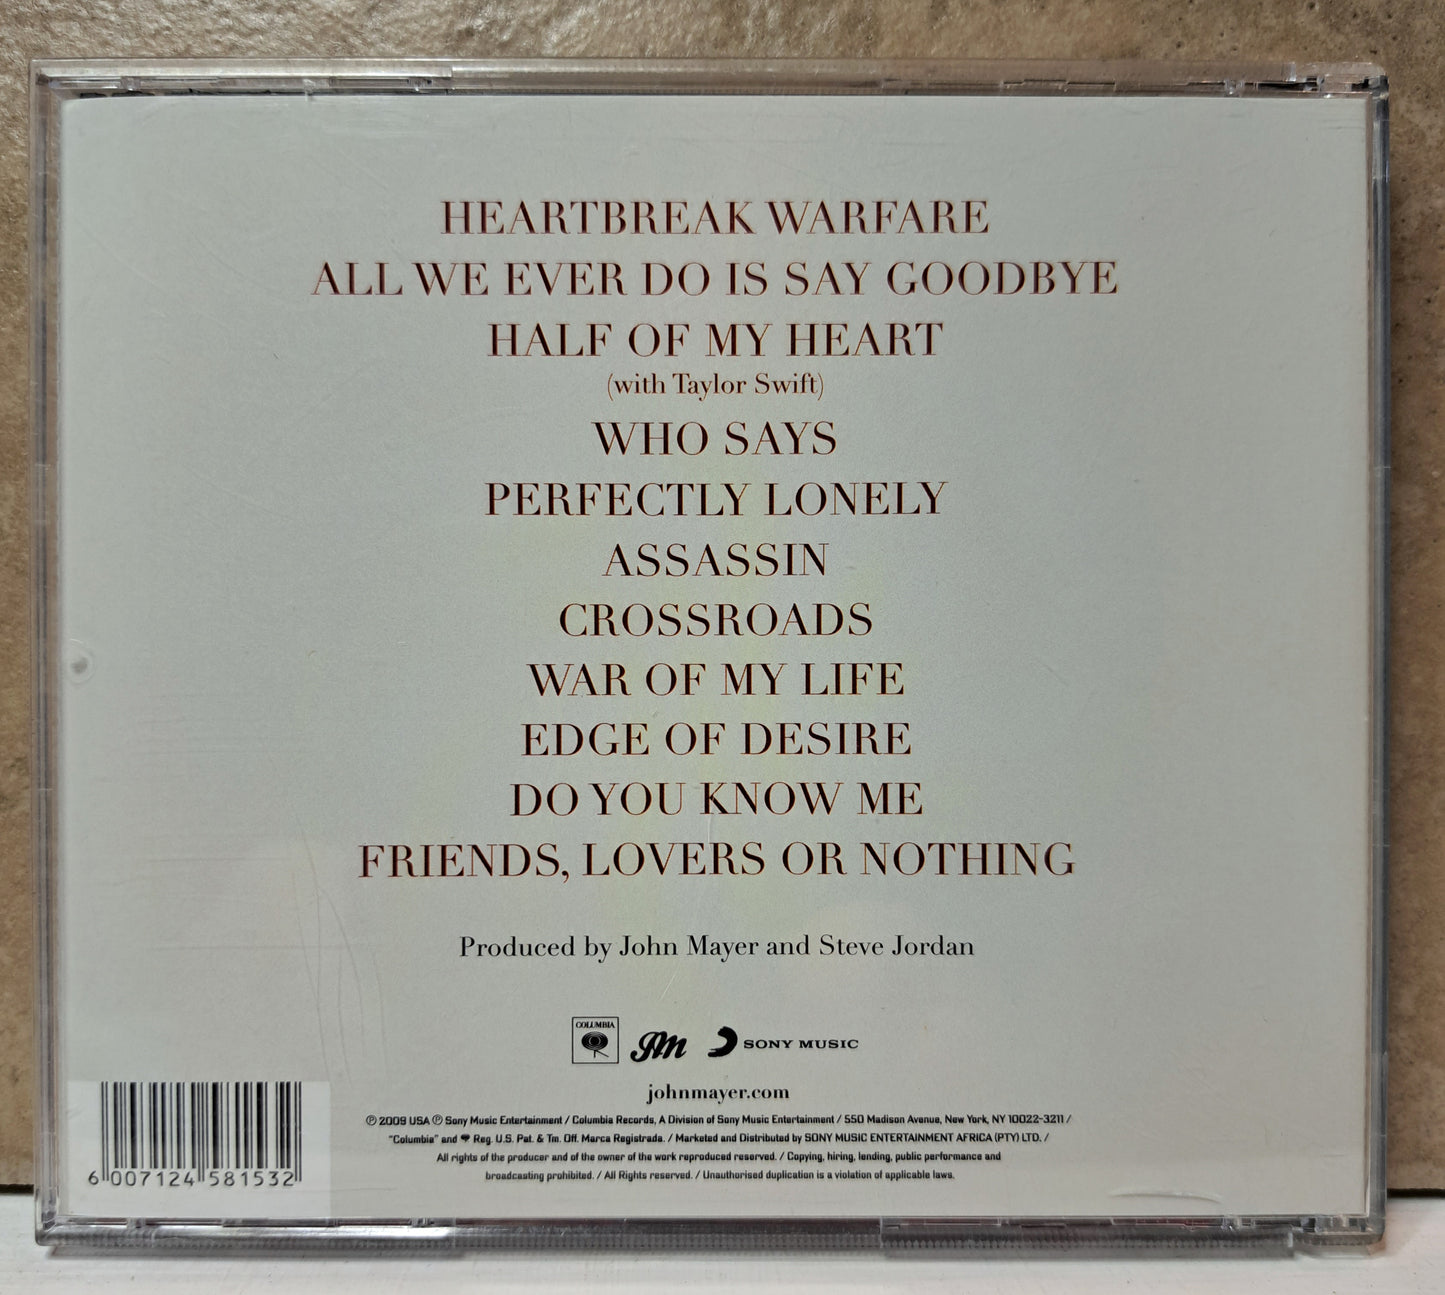 HEARTBREAK WARFARE
ALL WE EVER DO IS SAY GOODBYE
HALF OF MY HEART
(with Taylor Swift)
WHO SAYS
PERFECTLY LONELY
ASSASSIN
CROSSROADS
WAR OF MY LIFE
EDGE OF DESIRE
DO YOU KNOW ME
FRIENDS, LOVERS OR NOTHING
Produced by John Mayer and Steve Jordan
COLUMBIA
JM
SONY MUSIC
johnmayer.com
℗ 2009 USA ℗ Sony Music Entertainment / Columbia Records, A Division of Sony Music Entertainment / 550 Madison Avenue, New York, NY 10022-3211 /
"Columbia" and ❤ Reg. U.S. Pat. & Tm. Off. Marca Registrada. / Marketed and Distributed by SONY MUSIC ENTERTAINMENT AFRICA (PTY) LTD. /
All rights of the producer and of the owner of the work reproduced reserved. / Copying, hiring, lending, public performance and
broadcasting prohibited. / All Rights reserved. / Unauthorised duplication is a violation of applicable laws.
6 007124 581532